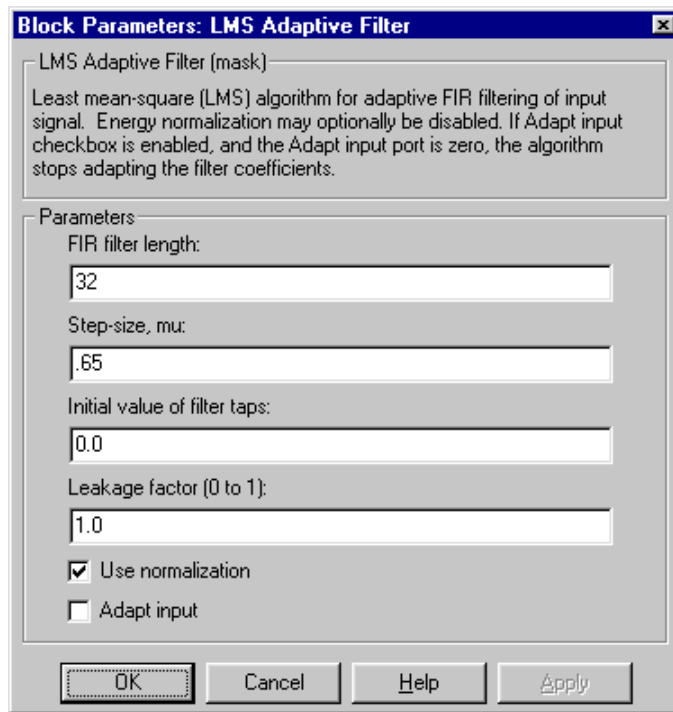 Block Parameters: LMS Adaptive Filter
LMS Adaptive Filter (mask)
Least mean-square (LMS) algorithm for adaptive FIR filtering of input
signal.  Energy normalization may optionally be disabled. If Adapt input
checkbox is enabled, and the Adapt input port is zero, the algorithm
stops adapting the filter coefficients.
Parameters
FIR filter length:
32
Step-size, mu:
.65
Initial value of filter taps:
0.0
Leakage factor (0 to 1):
1.0
Use normalization
Adapt input
OK Cancel Help Apply